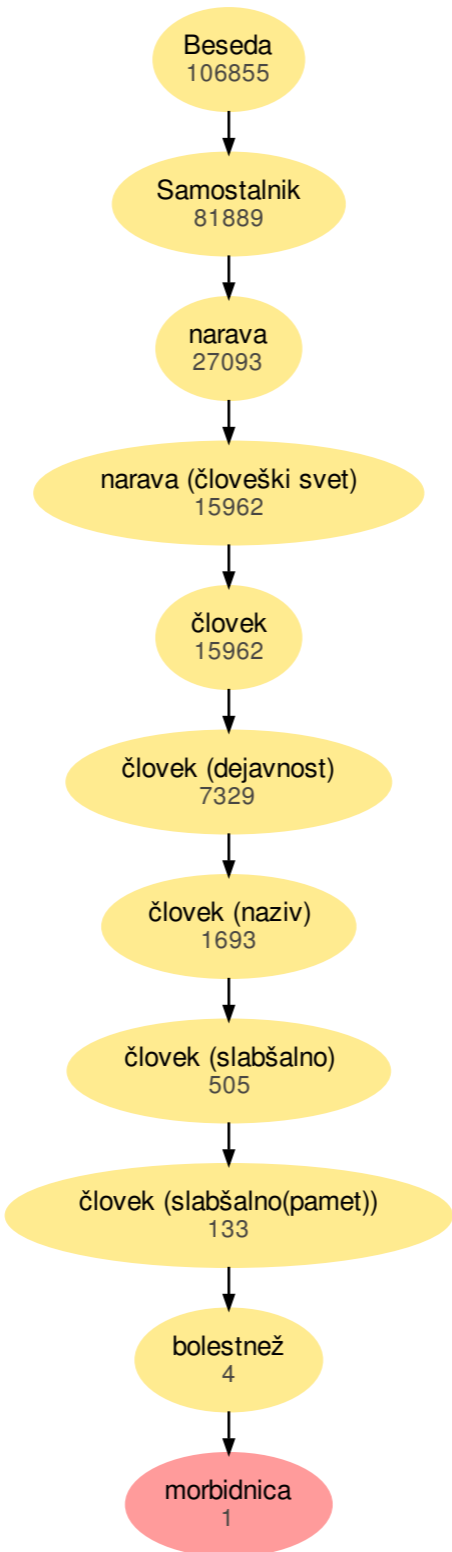 Beseda
106855
Samostalnik
81889
narava
27093
narava (človeški svet)
15962
človek
15962
človek (dejavnost)
7329
človek (naziv)
1693
človek (slabšalno)
505
človek (slabšalno(pamet))
133
bolestnež
4
morbidnica
1